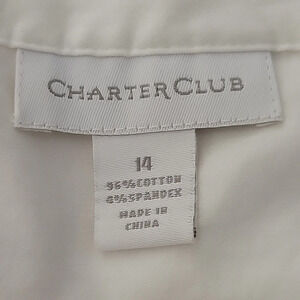 CHARTER CLUB
14
96% COTTON
4% SPANDEX
MADE IN
CHINA